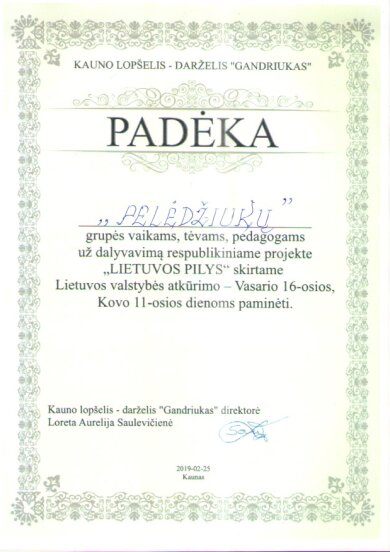 KAUNO LOPŠELIS - DARŽELIS "GANDRIUKAS"
PADĖKA
„PELĖDŽIUKŲ”
grupės vaikams, tėvams, pedagogams
už dalyvavimą respublikiniame projekte
„LIETUVOS PILYS“ skirtame
Lietuvos valstybės atkūrimo – Vasario 16-osios,
Kovo 11-osios dienoms paminėti.
Kauno lopšelis - darželis "Gandriukas" direktorė
Loreta Aurelija Saulevičienė
2019-02-25
Kaunas